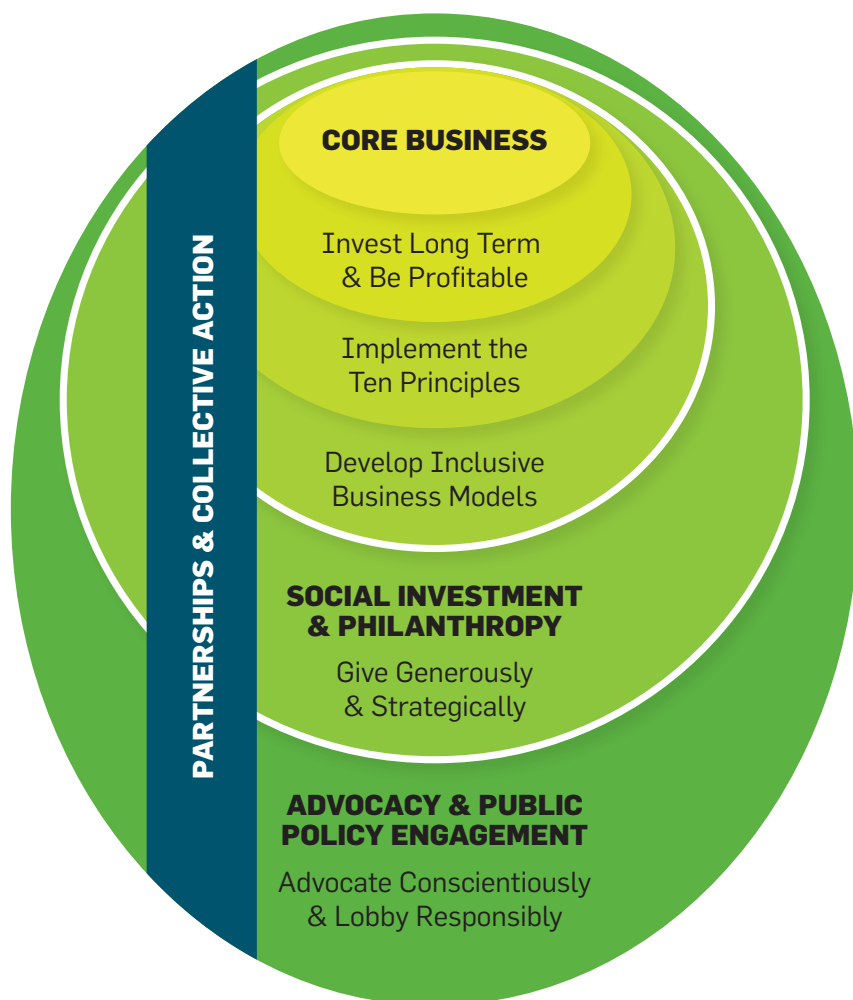 CORE BUSINESS
Invest Long Term
& Be Profitable
Implement the
Ten Principles
Develop Inclusive
Business Models
SOCIAL INVESTMENT
& PHILANTHROPY
Give Generously
& Strategically
ADVOCACY & PUBLIC
POLICY ENGAGEMENT
Advocate Conscientiously
& Lobby Responsibly
PARTNERSHIPS & COLLECTIVE ACTION